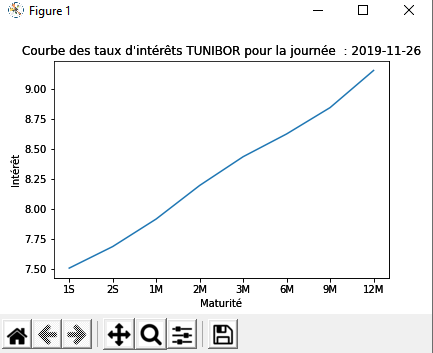 Figure 1
Courbe des taux d'intérêts TUNIBOR pour la journée : 2019-11-26
9.00
8.75
8.50
8.25
8.00
7.75
7.50
Intérêt
1S 2S 1M 2M 3M 6M 9M 12M
Maturité